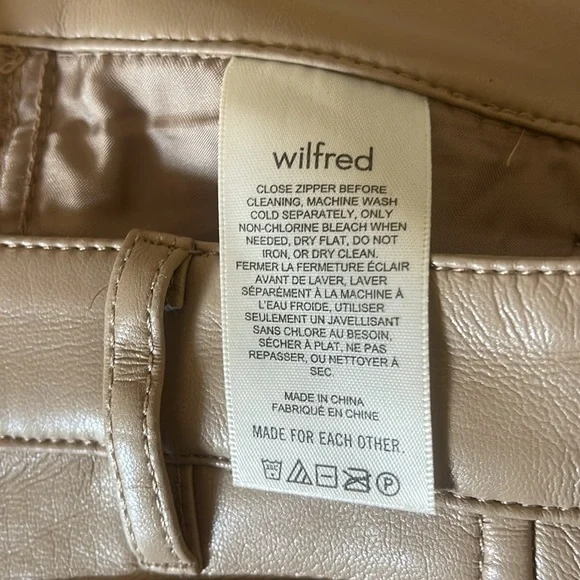 wilfred
CLOSE ZIPPER BEFORE
CLEANING, MACHINE WASH
COLD SEPARATELY, ONLY
NON-CHLORINE BLEACH WHEN
NEEDED, DRY FLAT, DO NOT
IRON, OR DRY CLEAN.
FERMER LA FERMETURE ÉCLAIR
AVANT DE LAVER, LAVER
SÉPARÉMENT À LA MACHINE À
L'EAU FROIDE, UTILISER
SEULEMENT UN JAVELLISANT
SANS CHLORE AU BESOIN,
SÉCHER À PLAT, NE PAS
REPASSER, OU NETTOYER À
SEC.
MADE IN CHINA
FABRIQUÉ EN CHINE
MADE FOR EACH OTHER.
P